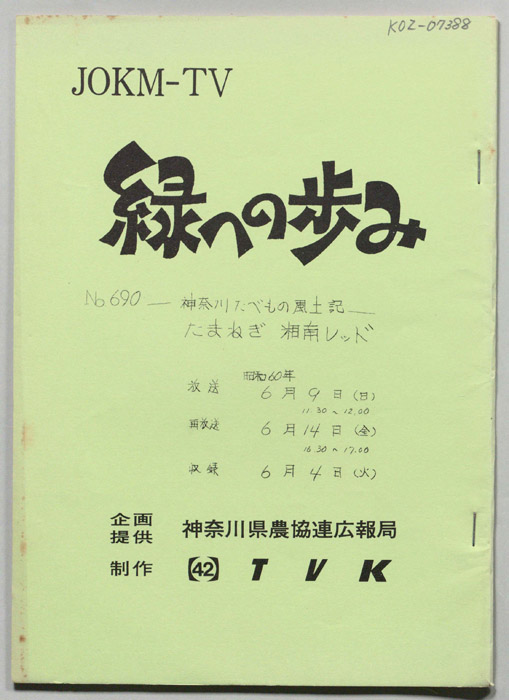 KOZ-07388
JOKM-TV
緑への歩み
No 690 — 神奈川たべもの風土記 —
たまねぎ 湘南レッド
昭和60年
放送 6月9日(日)
11.30~12.00
再放送 6月14日(金)
16.30~17.00
収録 6月4日(火)
企画
提供 神奈川県農協連広報局
制作 42 TVK